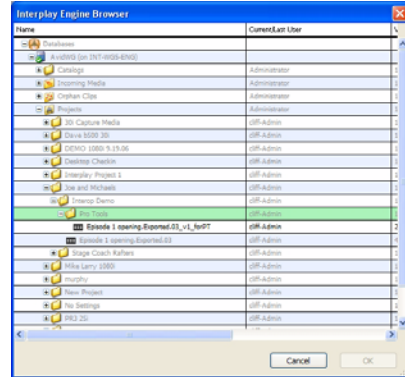 Interplay Engine Browser
Name Current/Last User V
Databases
AvidWG (on INT-WGS-ENG)
Catalogs Administrator
Incoming Media Administrator
Orphan Clips Administrator
Projects Administrator
30i Capture Media cliff-Admin
Dave 5500 30i cliff-Admin
DEMO 1080i 9.19.06 cliff-Admin
Desktop Checkin cliff-Admin
Interplay Project 1 cliff-Admin
Joe and Michaels cliff-Admin
Interop Demo cliff-Admin
Pro Tools cliff-Admin
Episode 1 opening.Exported.03_v1_forPT cliff-Admin 2
Episode 1 opening.Exported.03 cliff-Admin
Stage Coach Rafters cliff-Admin
Mike Larry 1080i cliff-Admin
murphy cliff-Admin
New Project cliff-Admin
No Settings cliff-Admin
PR3 25i cliff-Admin
Cancel OK